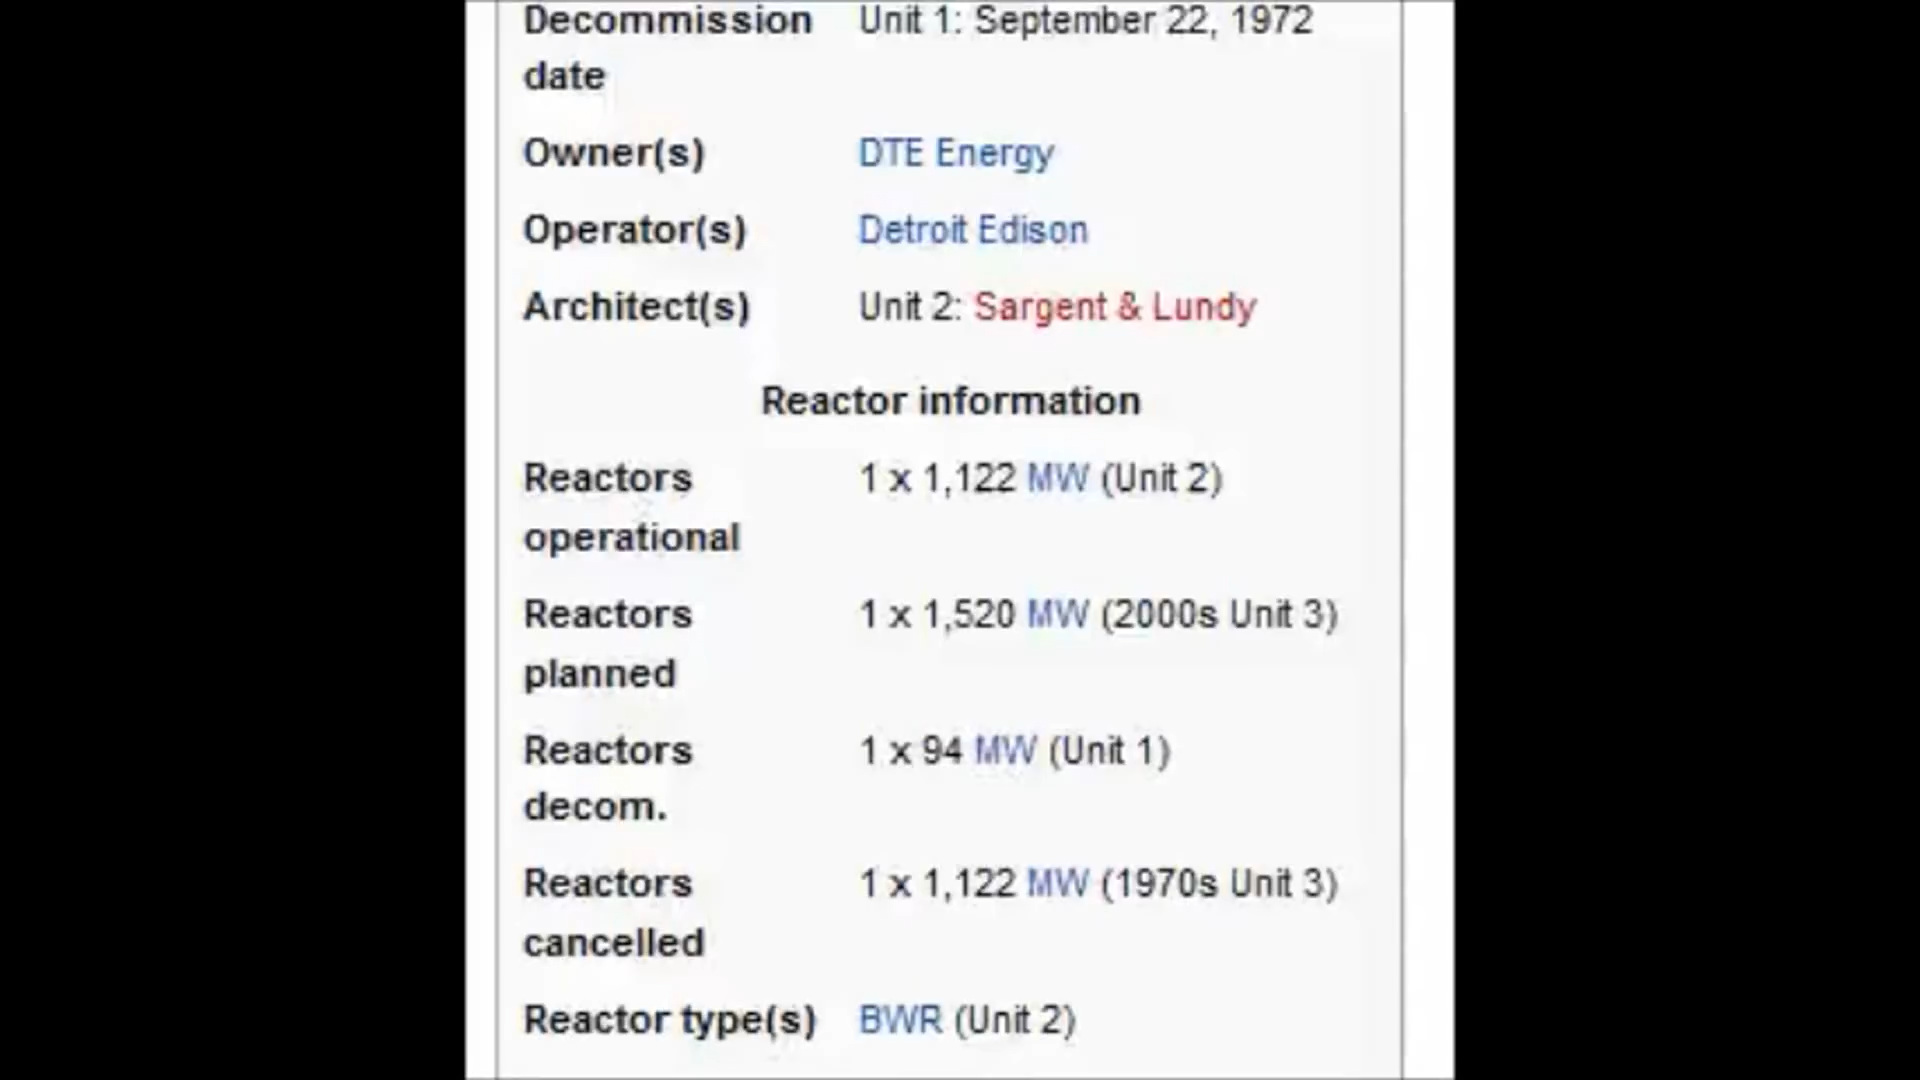 Decommission Unit 1: September 22, 1972
date
Owner(s) DTE Energy
Operator(s) Detroit Edison
Architect(s) Unit 2: Sargent & Lundy
Reactor information
Reactors 1 x 1,122 MW (Unit 2)
operational
Reactors 1 x 1,520 MW (2000s Unit 3)
planned
Reactors 1 x 94 MW (Unit 1)
decom.
Reactors 1 x 1,122 MW (1970s Unit 3)
cancelled
Reactor type(s) BWR (Unit 2)